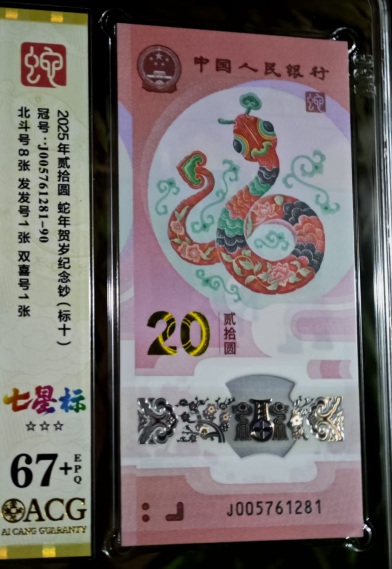 蛇
2025年贰拾圆 蛇年贺岁纪念钞（标十）
冠号：J005761281-90
北斗号8张 发发号1张 双喜号1张
七星标
☆☆☆
67+
EPQ
ACG
AI CANG GUARANTY
中国人民银行
蛇
20
贰拾圆
J005761281